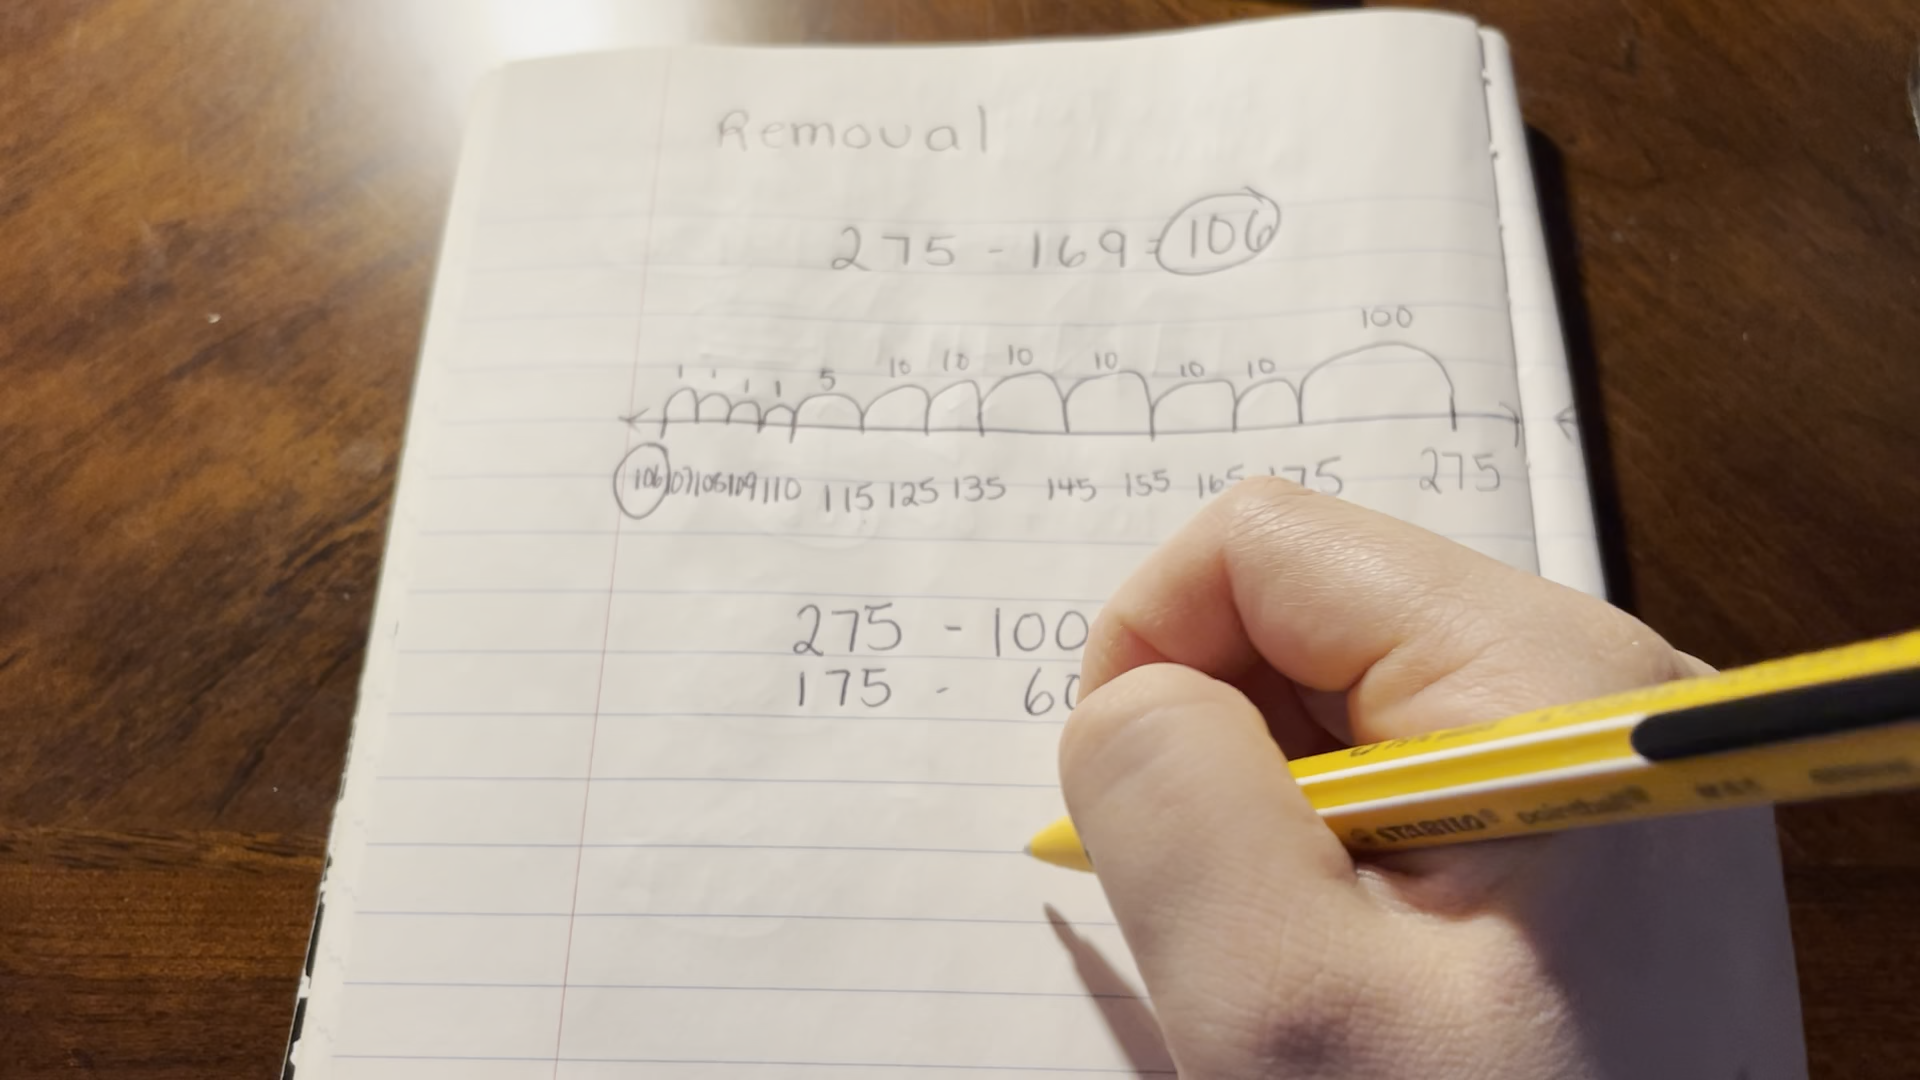 Removal
275 - 169 = 106
100
1 1 1 1 5 10 10 10 10 10 10
106 107 108 109 110 115 125 135 145 155 165 175 275
275 - 100
175 - 60
STABILO